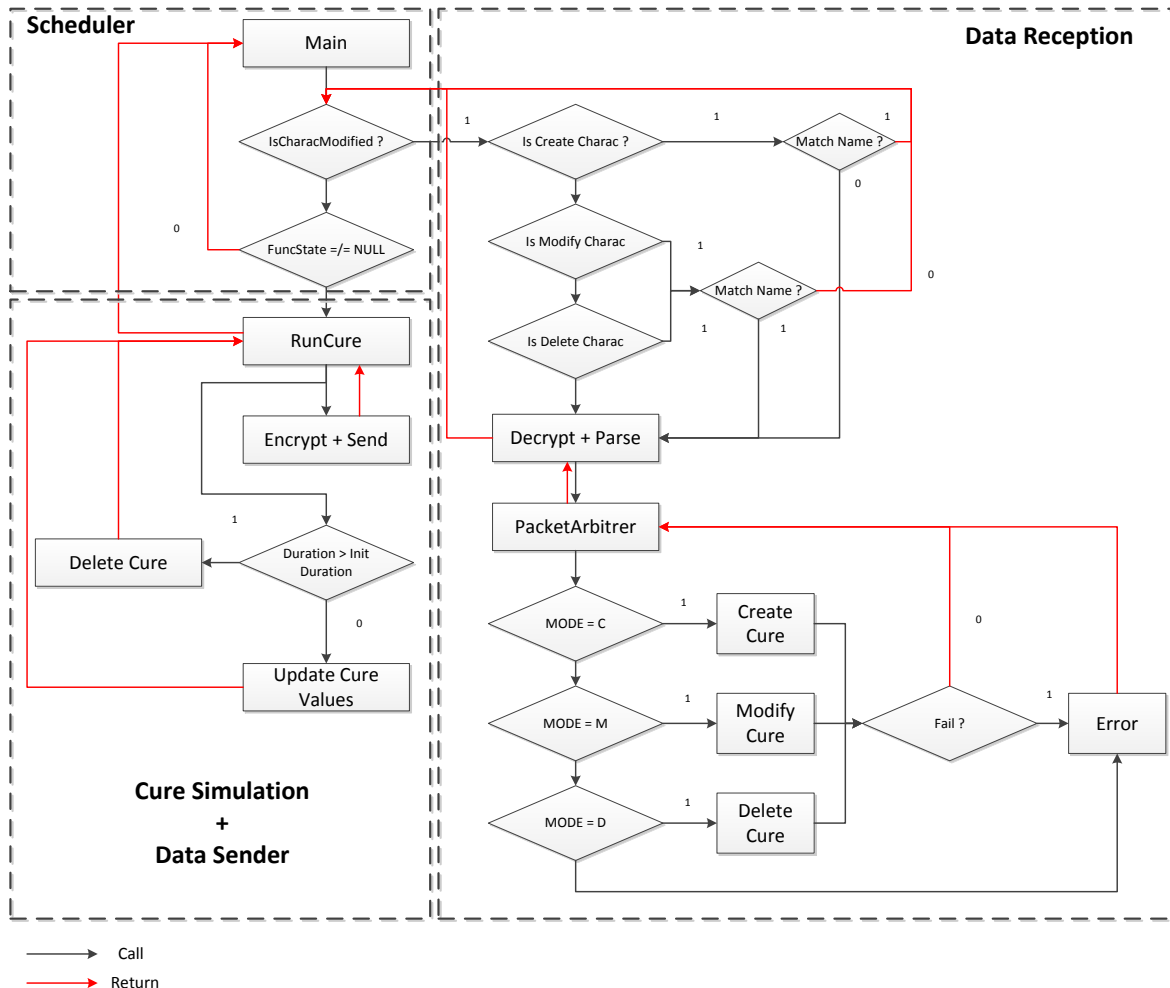 Scheduler
Data Reception
Main
IsCharacModified ?
1
Is Create Charac ?
1
Match Name ?
1
0
0
FuncState =/= NULL
Is Modify Charac
1
Match Name ?
0
1
1
Is Delete Charac
RunCure
Encrypt + Send
Decrypt + Parse
1
Duration > Init
Duration
Delete Cure
0
Update Cure
Values
PacketArbitrer
MODE = C
1
Create
Cure
0
MODE = M
1
Modify
Cure
Fail ?
1
Error
MODE = D
1
Delete
Cure
Cure Simulation
+
Data Sender
Call
Return